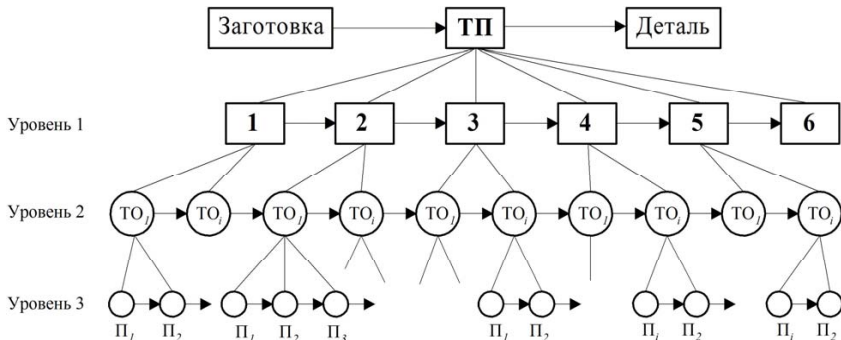 Заготовка ТП Деталь
Уровень 1 1 2 3 4 5 6
Уровень 2 ТО1 ТОi ТО1 ТОi ТО1 ТОi ТО1 ТОi ТО1 ТОi
Уровень 3
П1 П2 П1 П2 П3 П1 П2 Пi П2 Пi П2